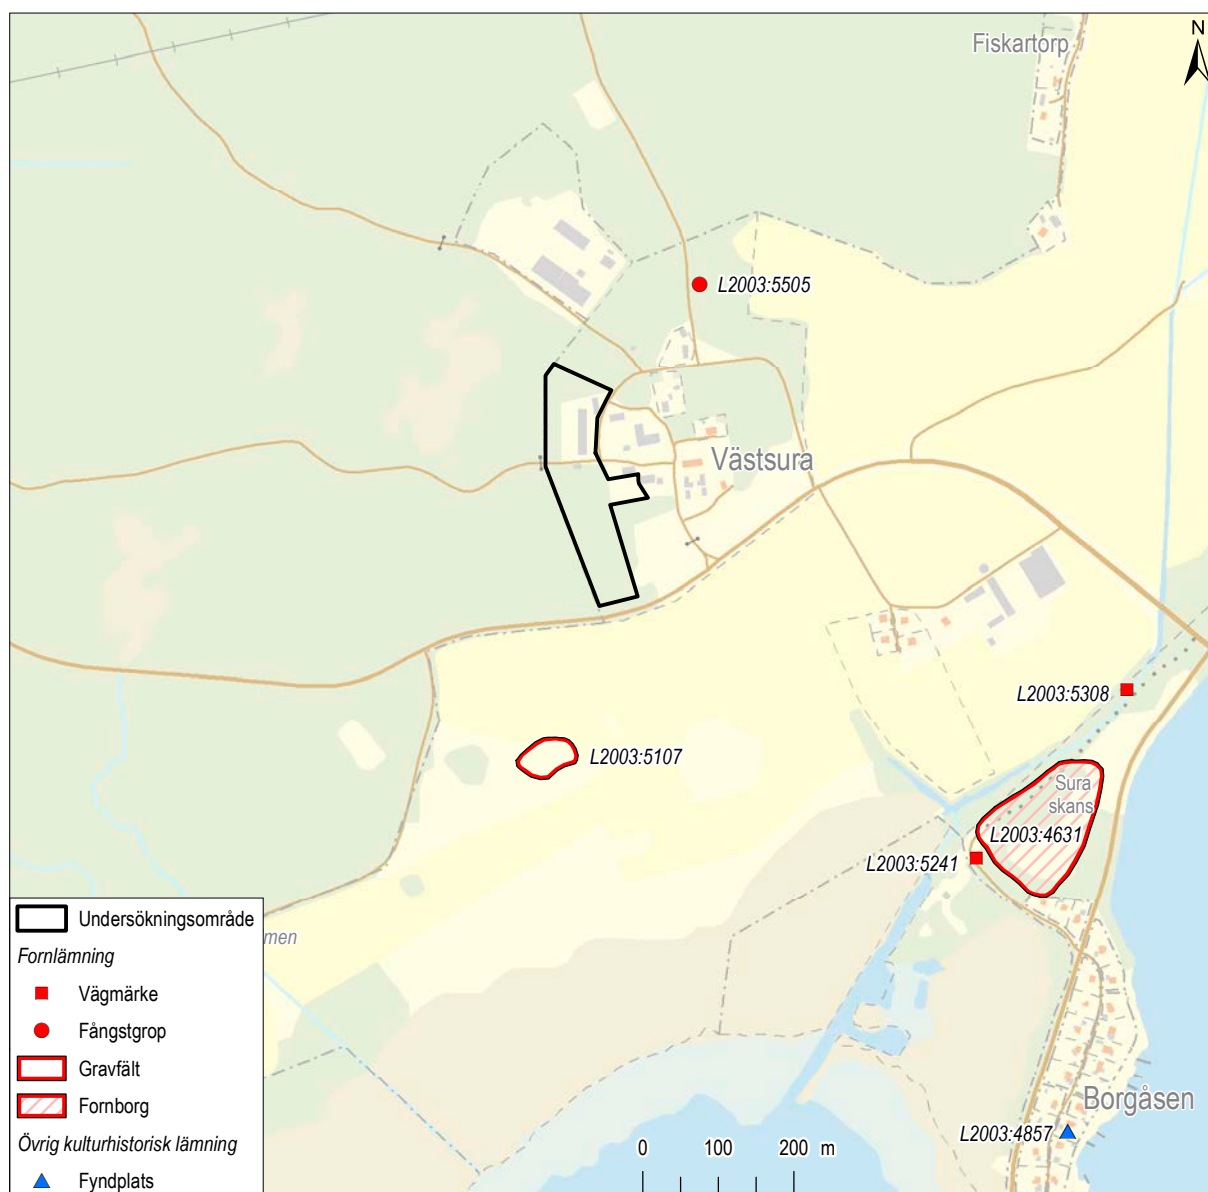 Fiskartorp
N
L2003:5505
Västsura
L2003:5308
L2003:5107
Sura
skans
L2003:4631
L2003:5241
Undersökningsområde
men
Fornlämning
Vägmärke
Fångstgrop
Gravfält
Fornborg
Övrig kulturhistorisk lämning
Fyndplats
Borgåsen
L2003:4857
0 100 200 m